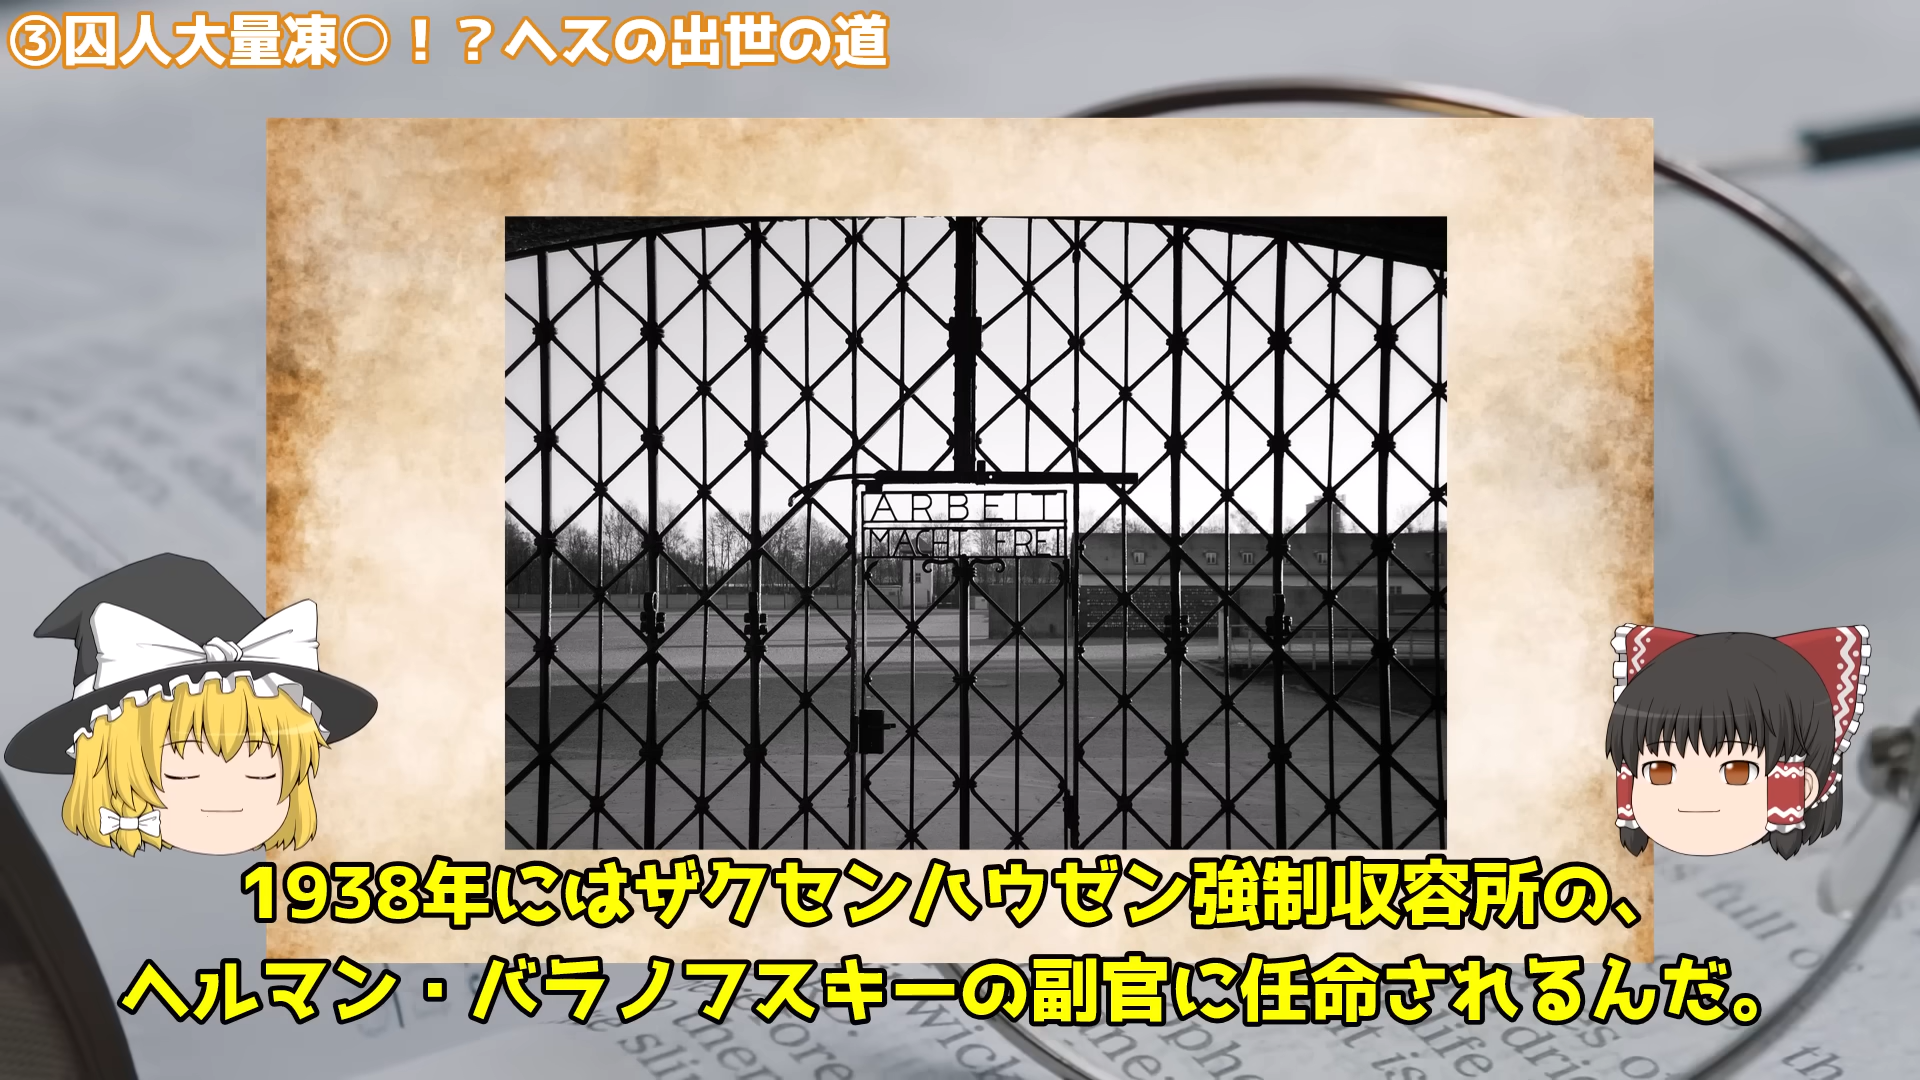 ③囚人大量凍○！？ヘスの出世の道
ARBEIT
MACHT FREI
1938年にはザクセンハウゼン強制収容所の、
ヘルマン・バラノフスキーの副官に任命されるんだ。